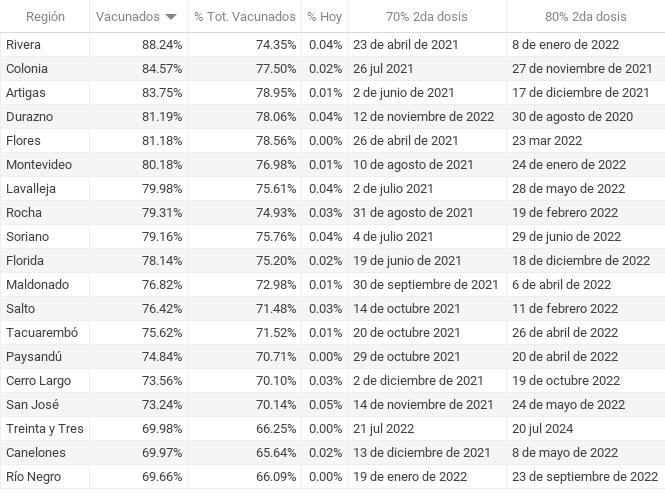 Región Vacunados % Tot. Vacunados % Hoy 70% 2da dosis 80% 2da dosis
Rivera 88.24% 74.35% 0.04% 23 de abril de 2021 8 de enero de 2022
Colonia 84.57% 77.50% 0.02% 26 jul 2021 27 de noviembre de 2021
Artigas 83.75% 78.95% 0.01% 2 de junio de 2021 17 de diciembre de 2021
Durazno 81.19% 78.06% 0.04% 12 de noviembre de 2022 30 de agosto de 2020
Flores 81.18% 78.56% 0.00% 26 de abril de 2021 23 mar 2022
Montevideo 80.18% 76.98% 0.01% 10 de agosto de 2021 24 de enero de 2022
Lavalleja 79.98% 75.61% 0.04% 2 de julio 2021 28 de mayo de 2022
Rocha 79.31% 74.93% 0.03% 31 de agosto de 2021 19 de febrero de 2022
Soriano 79.16% 75.76% 0.04% 4 de julio 2021 29 de junio de 2022
Florida 78.14% 75.20% 0.02% 19 de junio de 2021 18 de diciembre de 2022
Maldonado 76.82% 72.98% 0.01% 30 de septiembre de 2021 6 de abril de 2022
Salto 76.42% 71.48% 0.03% 14 de octubre 2021 11 de febrero de 2022
Tacuarembó 75.62% 71.52% 0.01% 20 de octubre 2021 26 de abril de 2022
Paysandú 74.84% 70.71% 0.00% 29 de octubre 2021 20 de abril de 2022
Cerro Largo 73.56% 70.10% 0.03% 2 de diciembre de 2021 19 de octubre 2022
San José 73.24% 70.14% 0.05% 14 de noviembre de 2021 24 de mayo de 2022
Treinta y Tres 69.98% 66.25% 0.00% 21 jul 2022 20 jul 2024
Canelones 69.97% 65.64% 0.02% 13 de diciembre de 2021 8 de mayo de 2022
Río Negro 69.66% 66.09% 0.00% 19 de enero de 2022 23 de septiembre de 2022